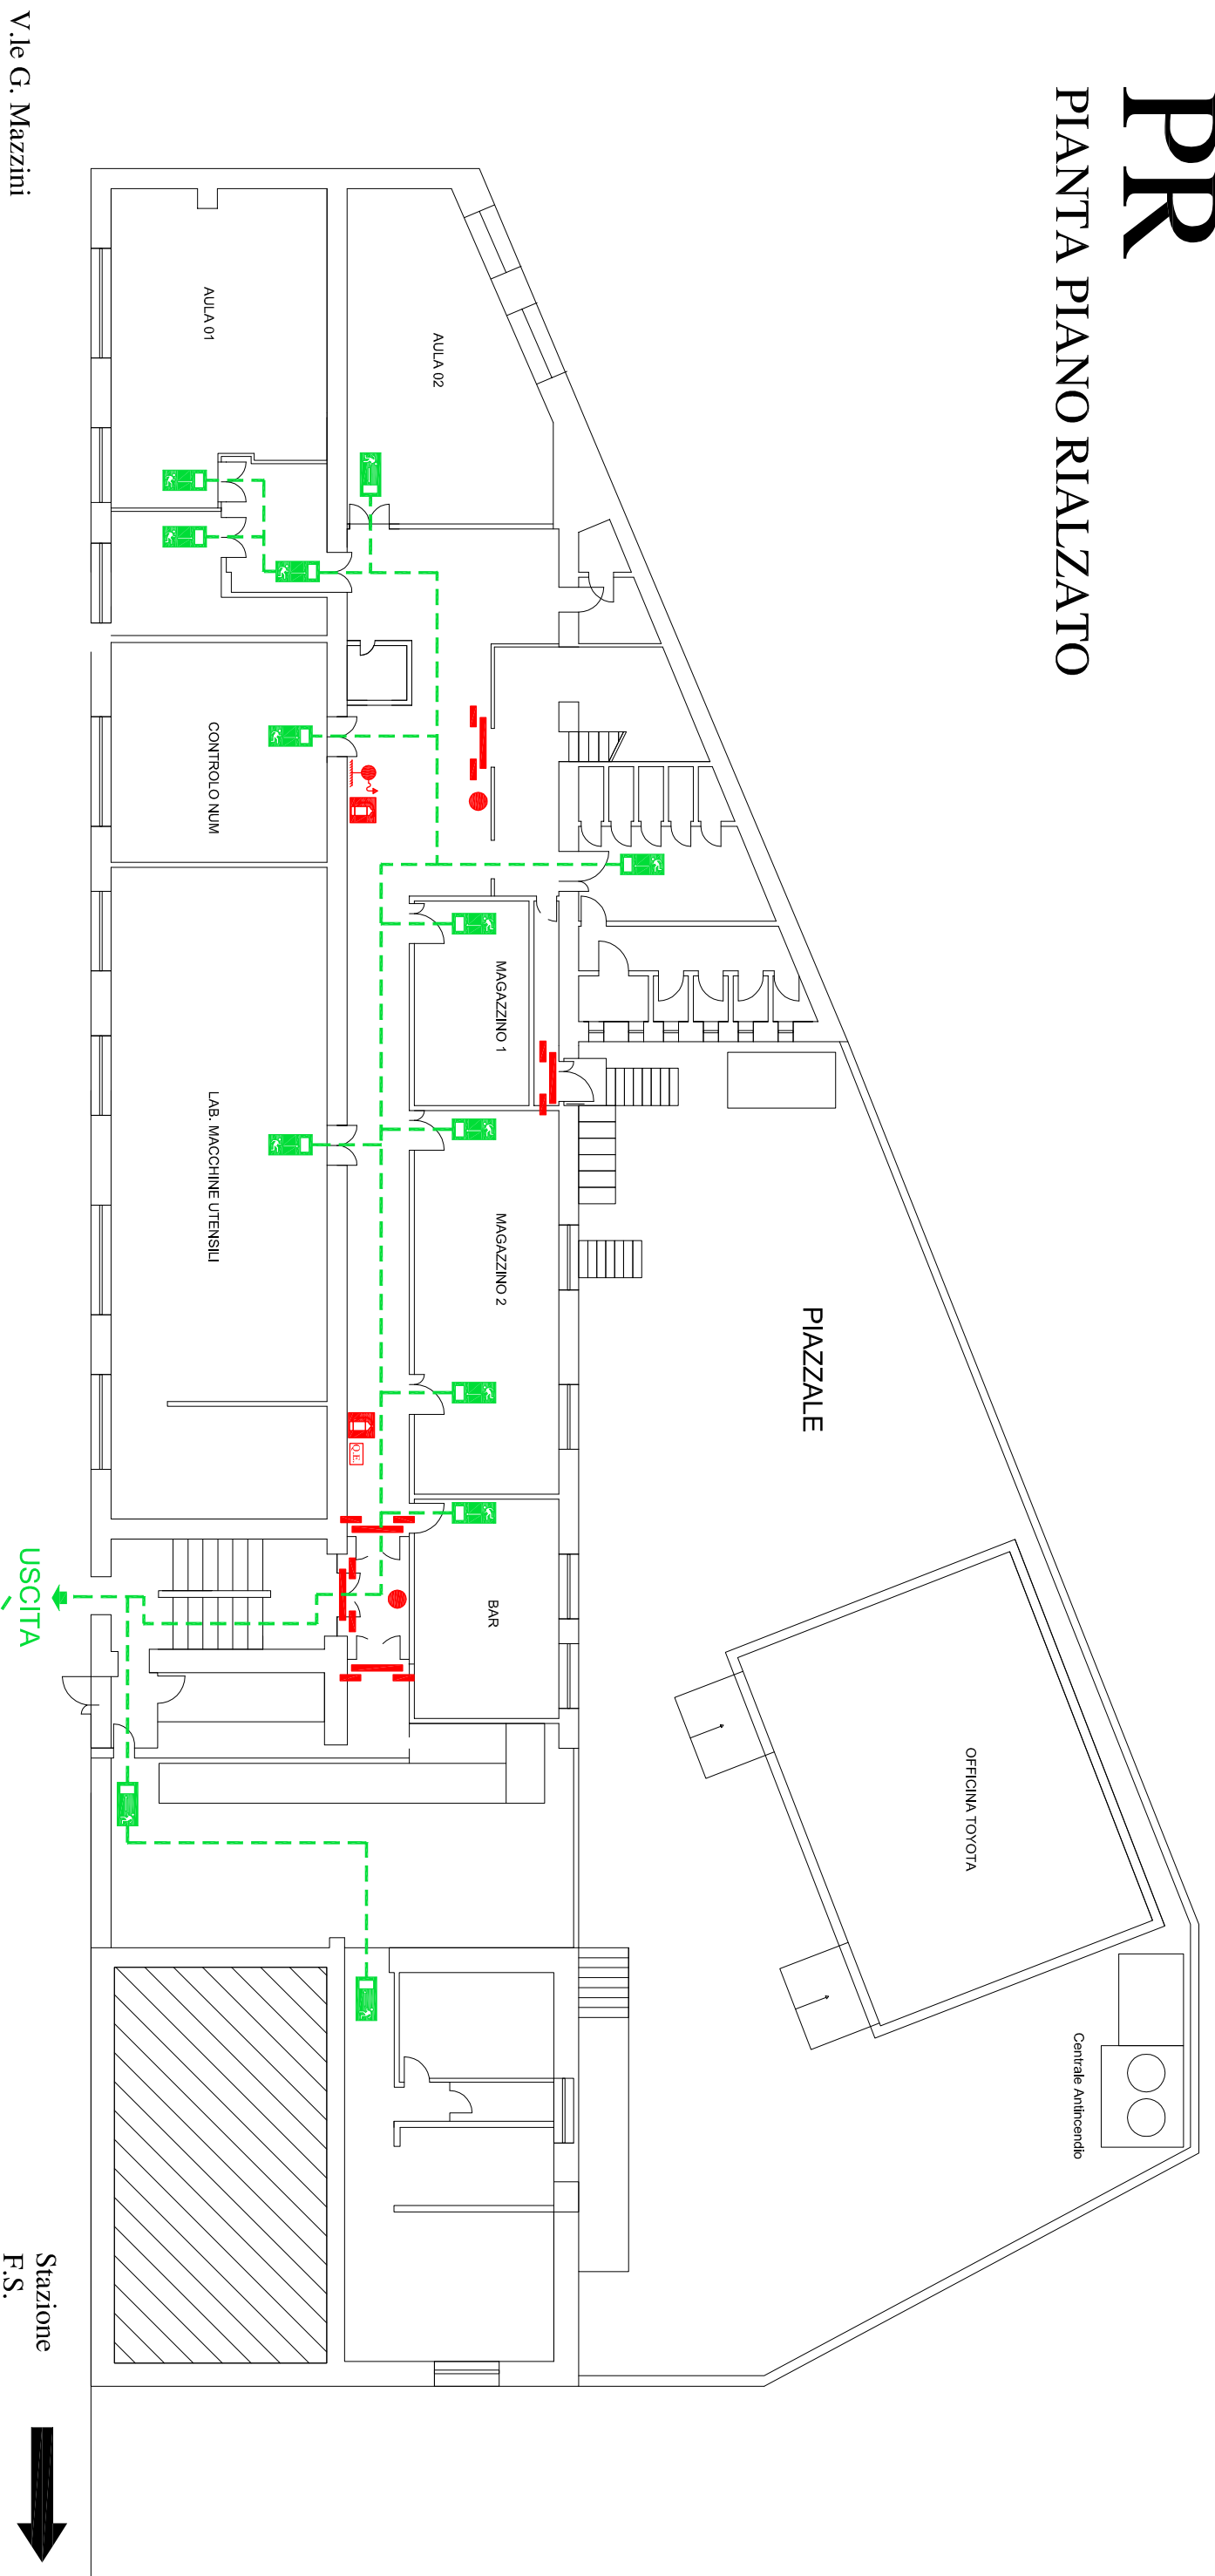 PR
PIANTA PIANO RIALZATO
AULA 01
AULA 02
CONTROLO NUM
MAGAZZINO 1
LAB. MACCHINE UTENSILI
MAGAZZINO 2
PIAZZALE
Q.E.
BAR
OFFICINA TOYOTA
Centrale Antincendio
USCITA
V.le G. Mazzini
Stazione
F.S.